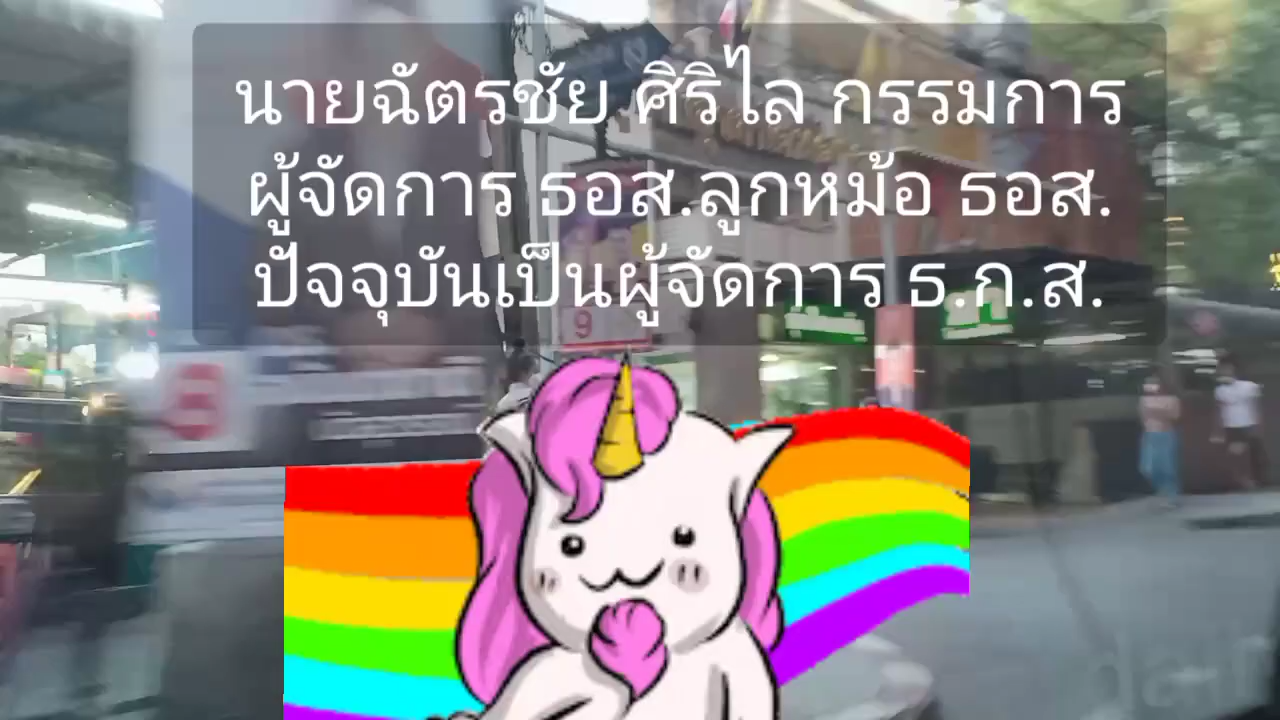 นายฉัตรชัย ศิริไล กรรมการ
ผู้จัดการ ธอส.ลูกหม้อ ธอส.
ปัจจุบันเป็นผู้จัดการ ธ.ก.ส.
9